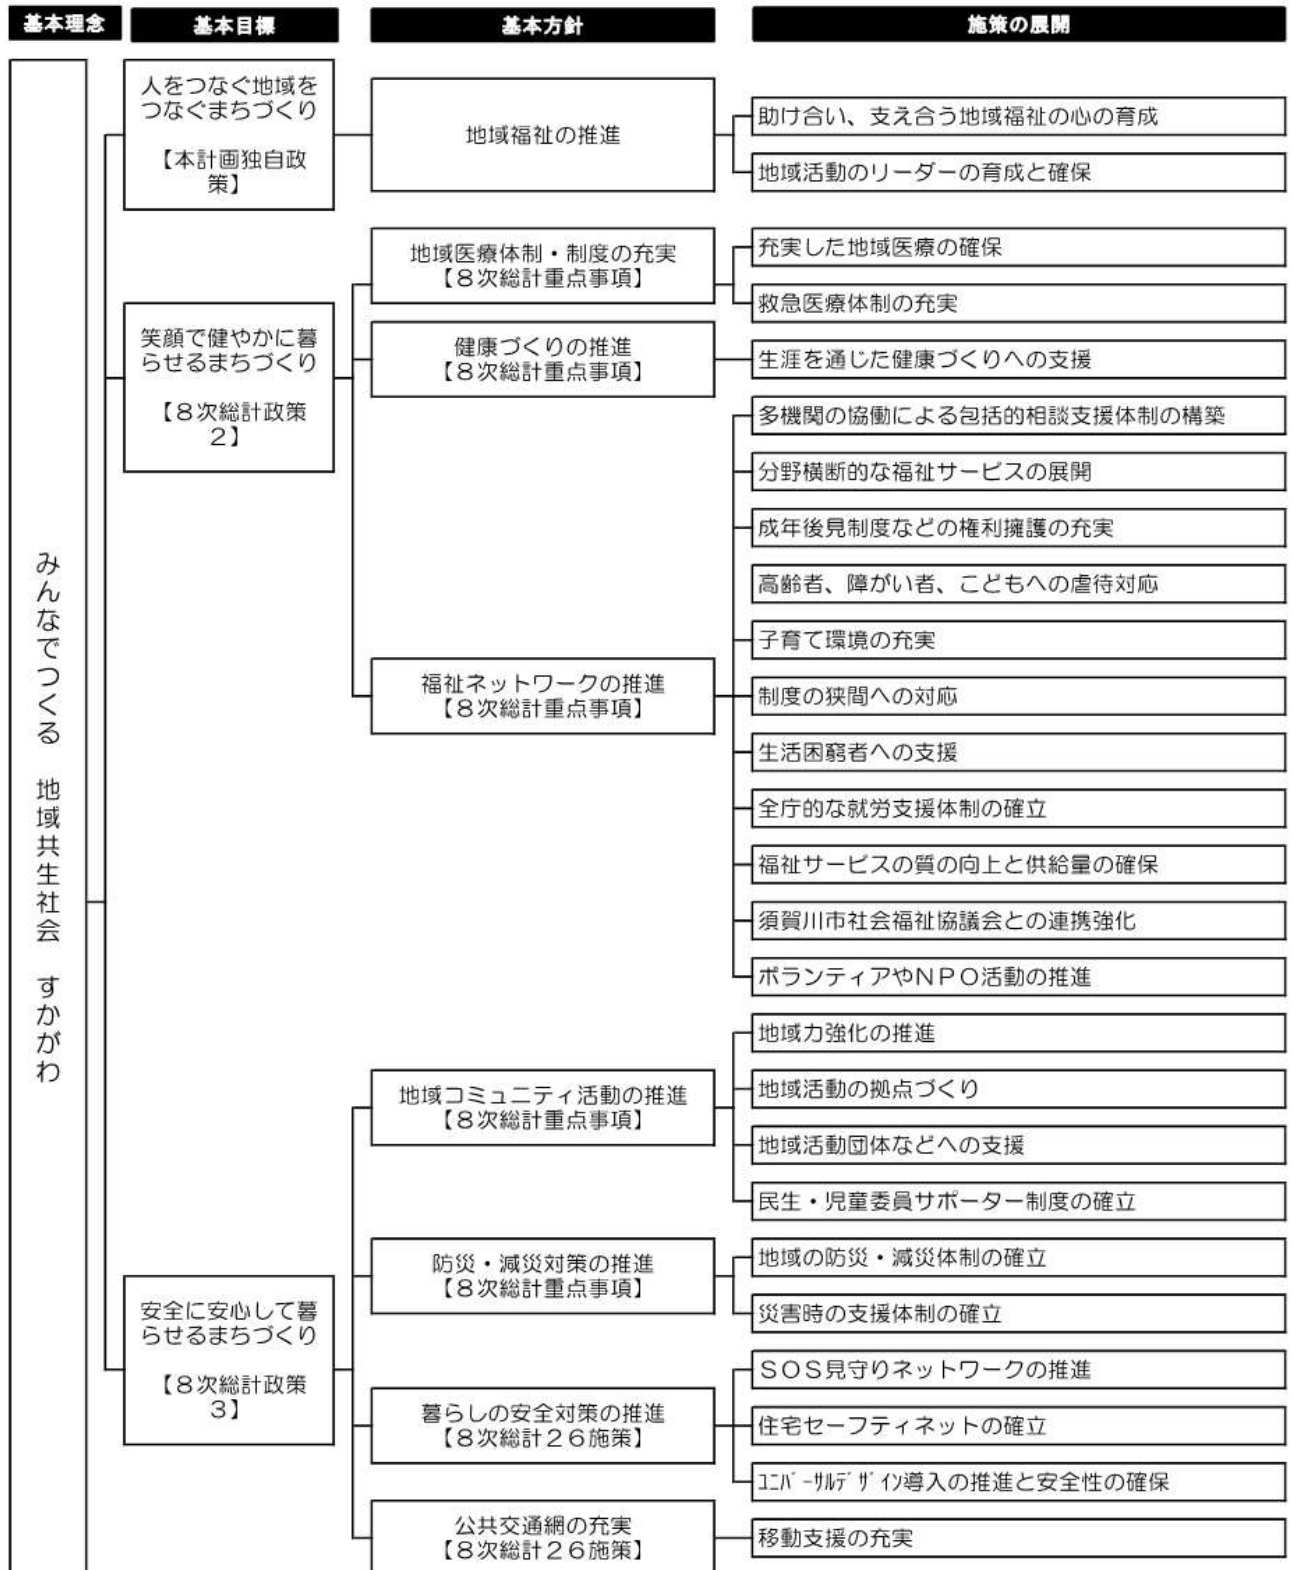 基本理念
基本目標
基本方針
施策の展開
みんなでつくる 地域共生社会 すかがわ
人をつなぐ地域を
つなぐまちづくり
【本計画独自政
策】
地域福祉の推進
助け合い、支え合う地域福祉の心の育成
地域活動のリーダーの育成と確保
笑顔で健やかに暮
らせるまちづくり
【８次総計政策
２】
地域医療体制・制度の充実
【８次総計重点事項】
充実した地域医療の確保
救急医療体制の充実
健康づくりの推進
【８次総計重点事項】
生涯を通じた健康づくりへの支援
福祉ネットワークの推進
【８次総計重点事項】
多機関の協働による包括的相談支援体制の構築
分野横断的な福祉サービスの展開
成年後見制度などの権利擁護の充実
高齢者、障がい者、こどもへの虐待対応
子育て環境の充実
制度の狭間への対応
生活困窮者への支援
全庁的な就労支援体制の確立
福祉サービスの質の向上と供給量の確保
須賀川市社会福祉協議会との連携強化
ボランティアやＮＰＯ活動の推進
安全に安心して暮
らせるまちづくり
【８次総計政策
３】
地域コミュニティ活動の推進
【８次総計重点事項】
地域力強化の推進
地域活動の拠点づくり
地域活動団体などへの支援
民生・児童委員サポーター制度の確立
防災・減災対策の推進
【８次総計重点事項】
地域の防災・減災体制の確立
災害時の支援体制の確立
暮らしの安全対策の推進
【８次総計２６施策】
ＳＯＳ見守りネットワークの推進
住宅セーフティネットの確立
ﾕﾆﾊﾞｰｻﾙﾃﾞｻﾞｲﾝ導入の推進と安全性の確保
公共交通網の充実
【８次総計２６施策】
移動支援の充実